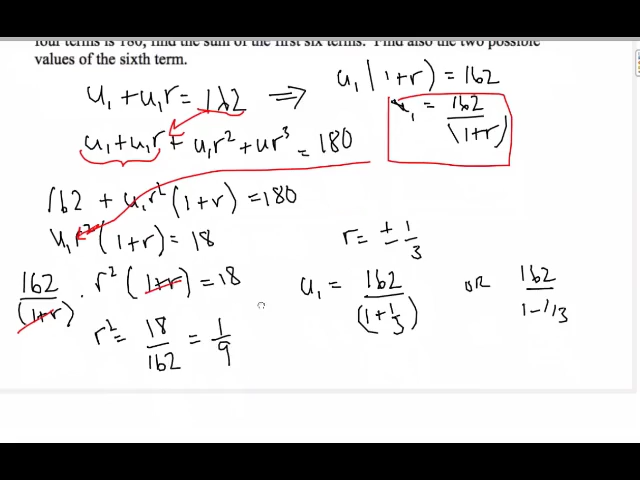 four terms is 180, find the sum of the first six terms. Find also the two possible
values of the sixth term.
u₁ + u₁r = 162 ⇒ u₁(1+r) = 162
u₁ = 162/(1+r)
u₁ + u₁r + u₁r² + ur³ = 180
162 + u₁r²(1+r) = 180
u₁r²(1+r) = 18
r = ± 1/3
162/(1+r) · r²(1+r) = 18
u₁ = 162/(1+1/3) OR 162/(1-1/3)
r² = 18/162 = 1/9